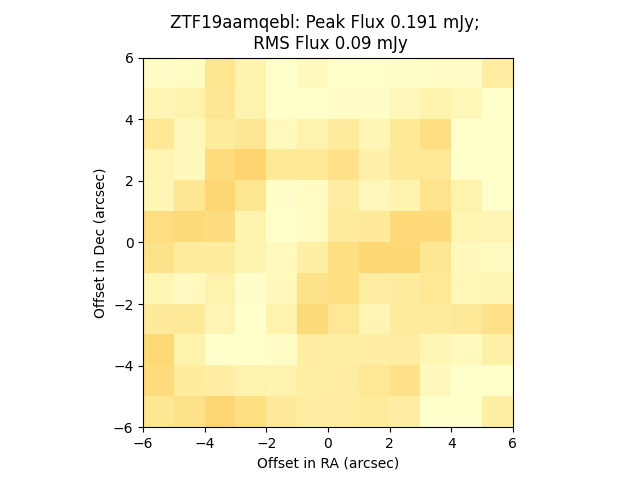 ZTF19aamqebl: Peak Flux 0.191 mJy;
RMS Flux 0.09 mJy
6
4
2
0
−2
−4
−6
Offset in Dec (arcsec)
−6 −4 −2 0 2 4 6
Offset in RA (arcsec)